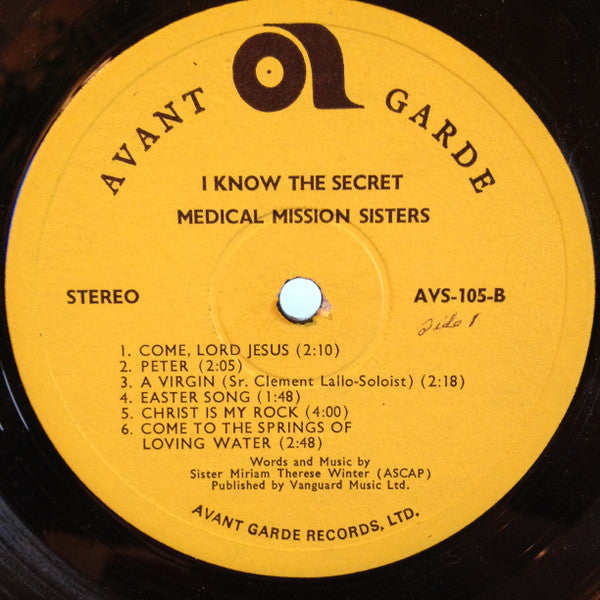 AVANT GARDE
I KNOW THE SECRET
MEDICAL MISSION SISTERS
STEREO
AVS-105-B
Side 1
1. COME, LORD JESUS (2:10)
2. PETER (2:05)
3. A VIRGIN (Sr. Clement Lallo-Soloist) (2:18)
4. EASTER SONG (1:48)
5. CHRIST IS MY ROCK (4:00)
6. COME TO THE SPRINGS OF
LOVING WATER (2:48)
Words and Music by
Sister Miriam Therese Winter (ASCAP)
Published by Vanguard Music Ltd.
AVANT GARDE RECORDS, LTD.